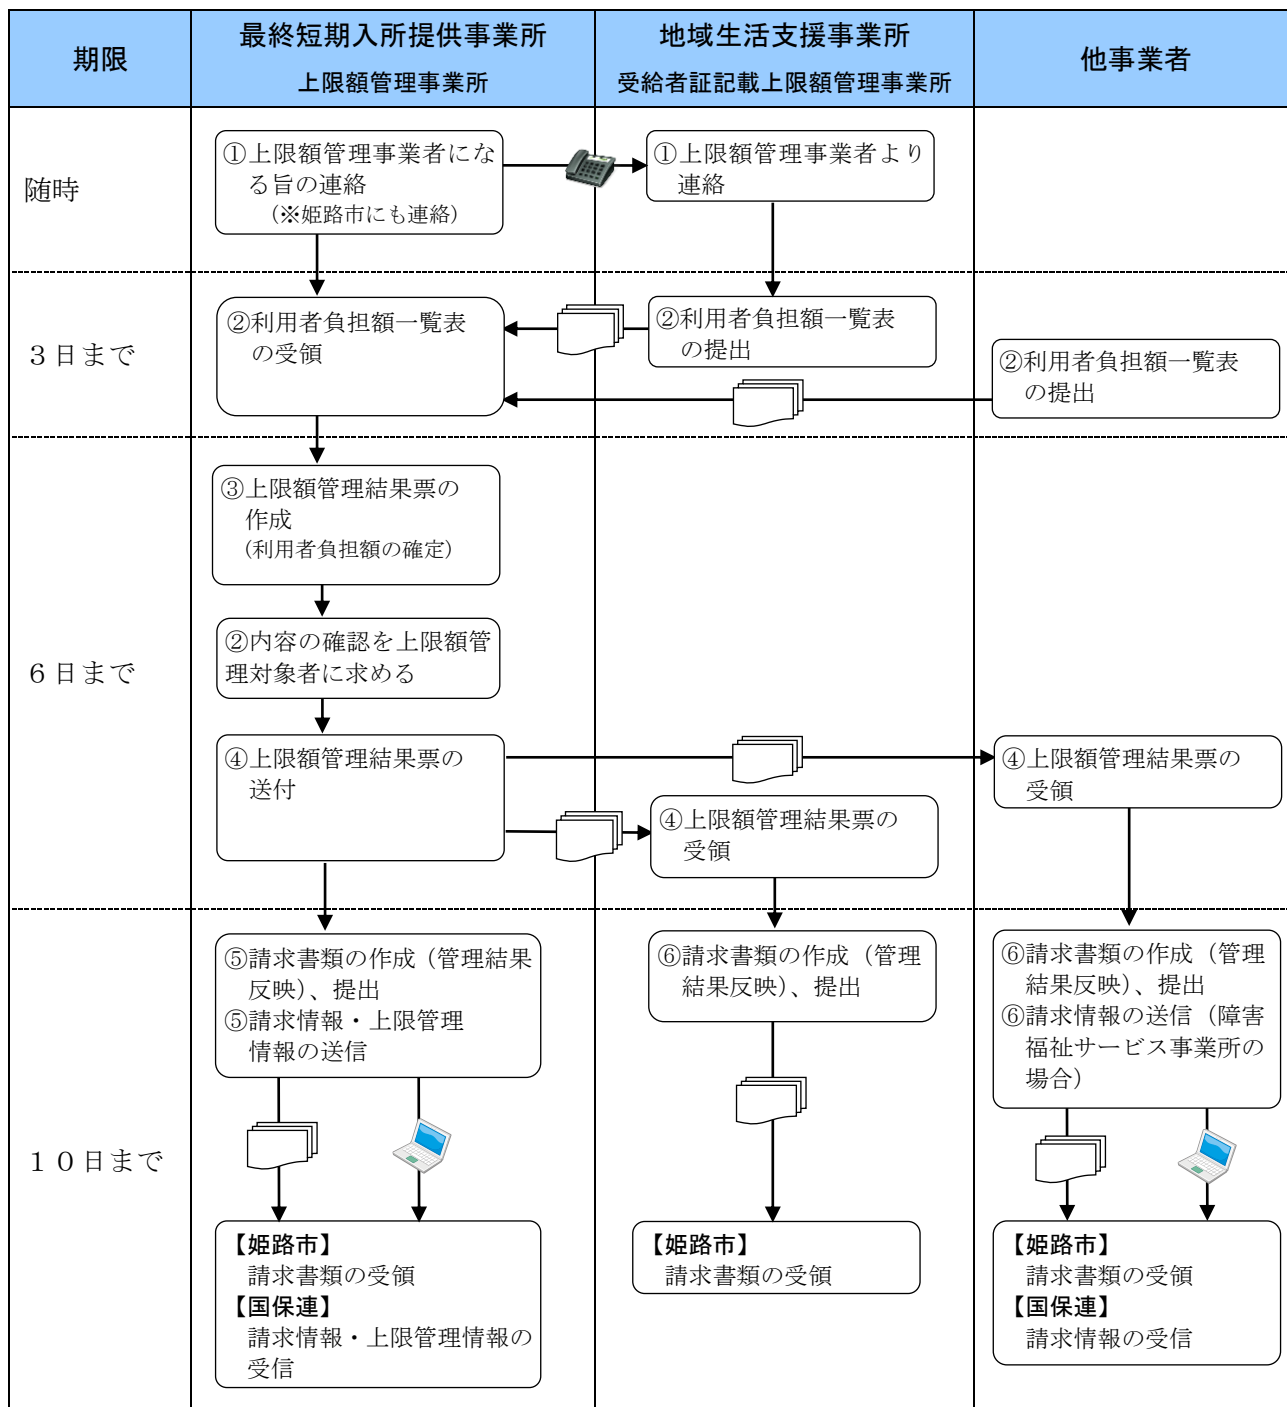 期限
最終短期入所提供事業所
上限額管理事業所
地域生活支援事業所
受給者証記載上限額管理事業所
他事業者
随時
①上限額管理事業者にな
る旨の連絡
（※姫路市にも連絡）
①上限額管理事業者より
連絡
３日まで
②利用者負担額一覧表
の受領
②利用者負担額一覧表
の提出
②利用者負担額一覧表
の提出
６日まで
③上限額管理結果票の
作成
（利用者負担額の確定）
②内容の確認を上限額管
理対象者に求める
④上限額管理結果票の
送付
④上限額管理結果票の
受領
④上限額管理結果票の
受領
１０日まで
⑤請求書類の作成（管理結果
反映）、提出
⑤請求情報・上限管理
情報の送信
⑥請求書類の作成（管理
結果反映）、提出
⑥請求書類の作成（管理
結果反映）、提出
⑥請求情報の送信（障害
福祉サービス事業所の
場合）
【姫路市】
請求書類の受領
【国保連】
請求情報・上限管理情報の
受信
【姫路市】
請求書類の受領
【姫路市】
請求書類の受領
【国保連】
請求情報の受信